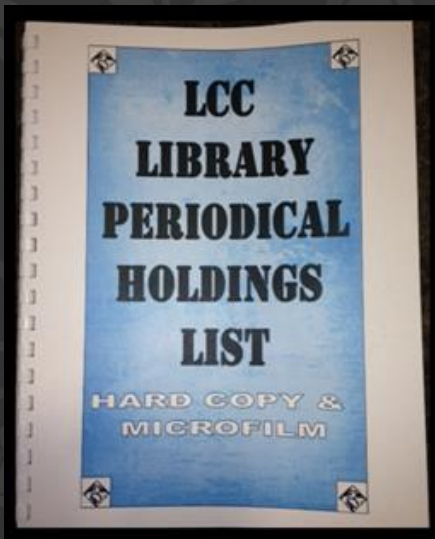 LCC
LIBRARY
PERIODICAL
HOLDINGS
LIST
HARD COPY &
MICROFILM